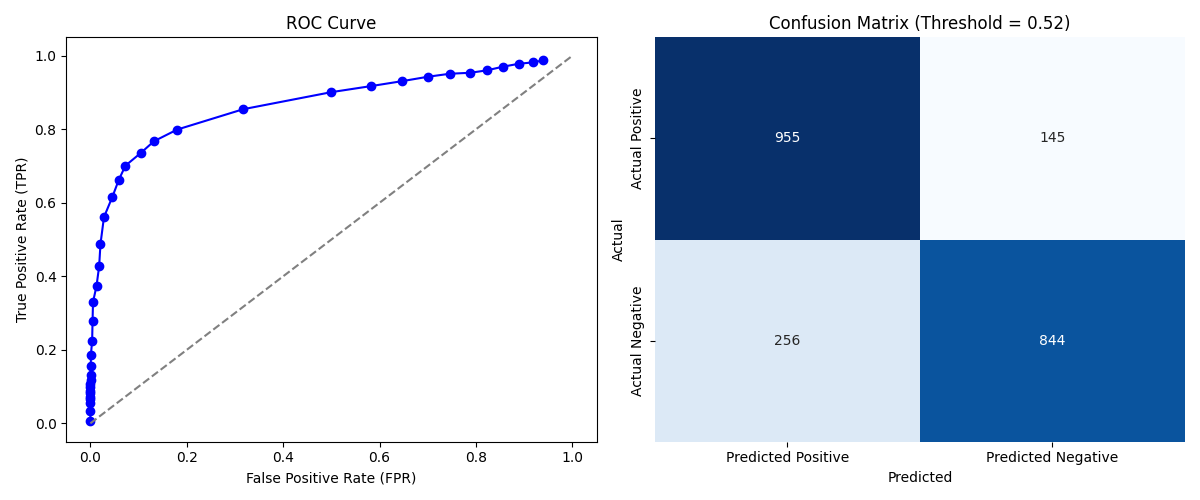 ROC Curve
1.0
0.8
0.6
0.4
0.2
0.0
True Positive Rate (TPR)
0.0 0.2 0.4 0.6 0.8 1.0
False Positive Rate (FPR)
Confusion Matrix (Threshold = 0.52)
Actual
Actual Positive
955 145
Actual Negative
256 844
Predicted Positive Predicted Negative
Predicted